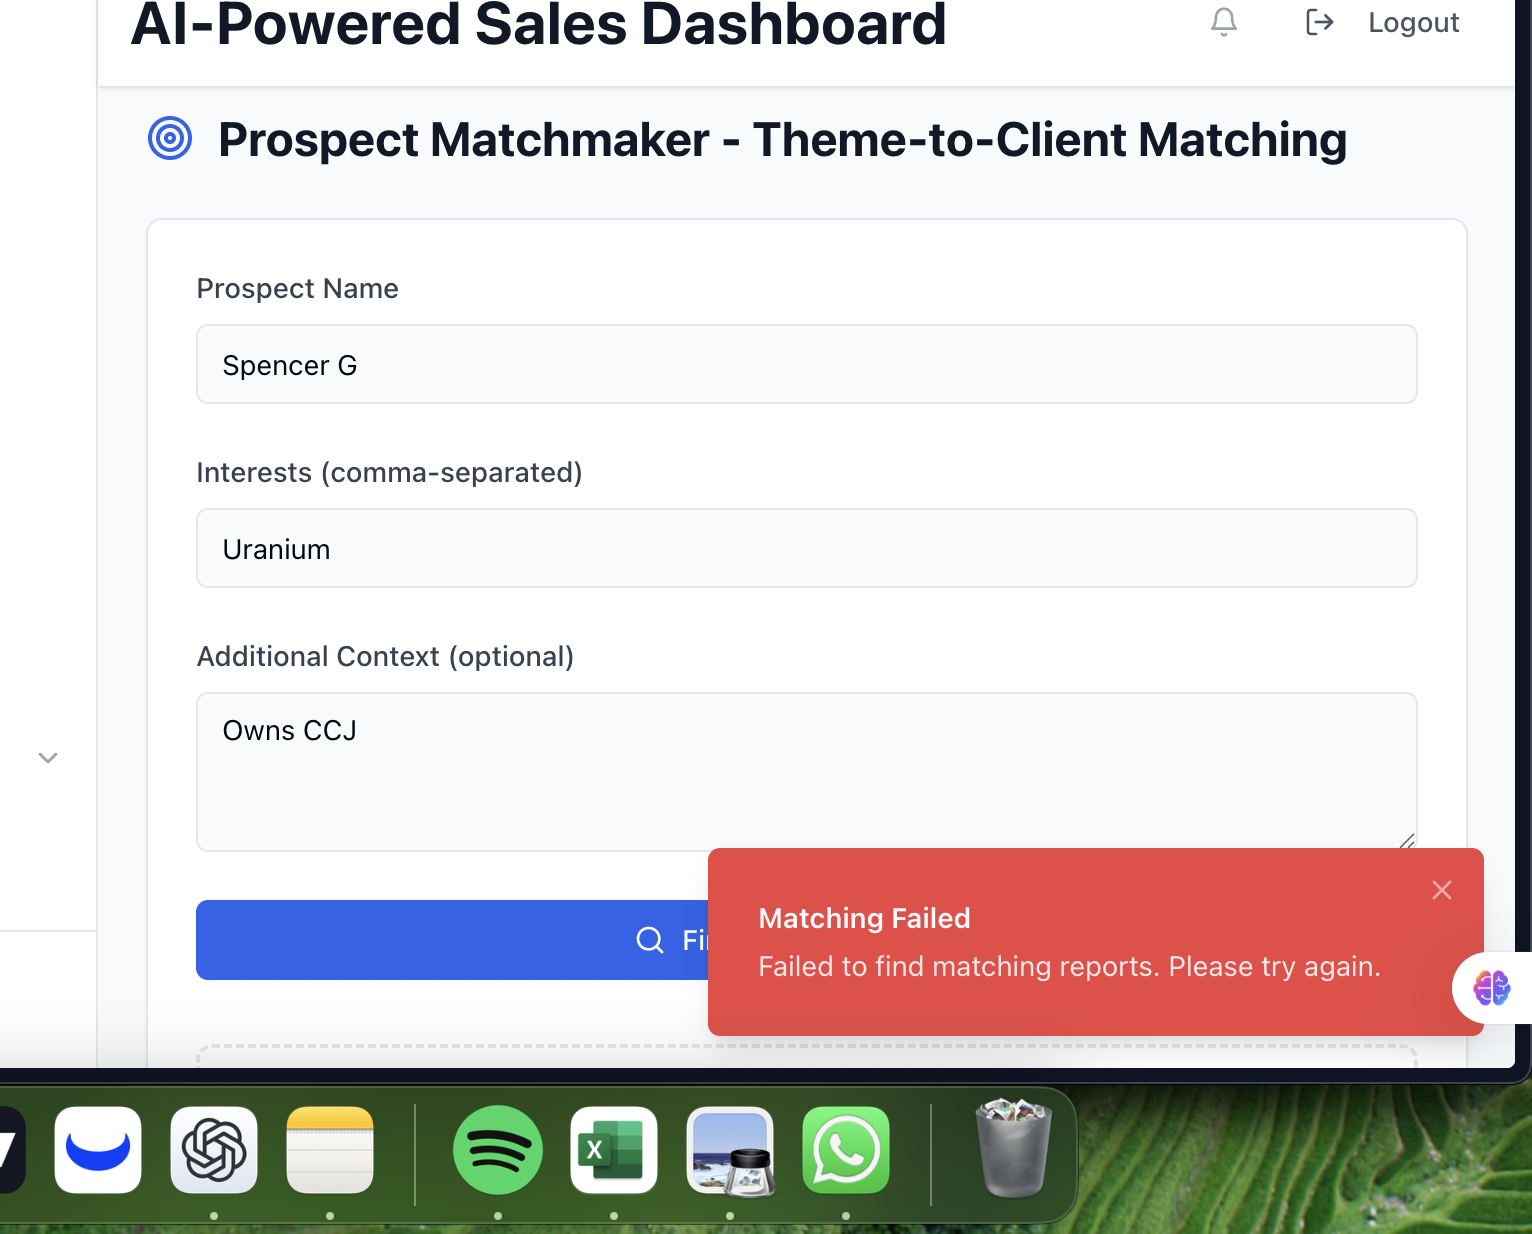 AI-Powered Sales Dashboard
Logout
Prospect Matchmaker - Theme-to-Client Matching
Prospect Name
Spencer G
Interests (comma-separated)
Uranium
Additional Context (optional)
Owns CCJ
Matching Failed
Failed to find matching reports. Please try again.
X